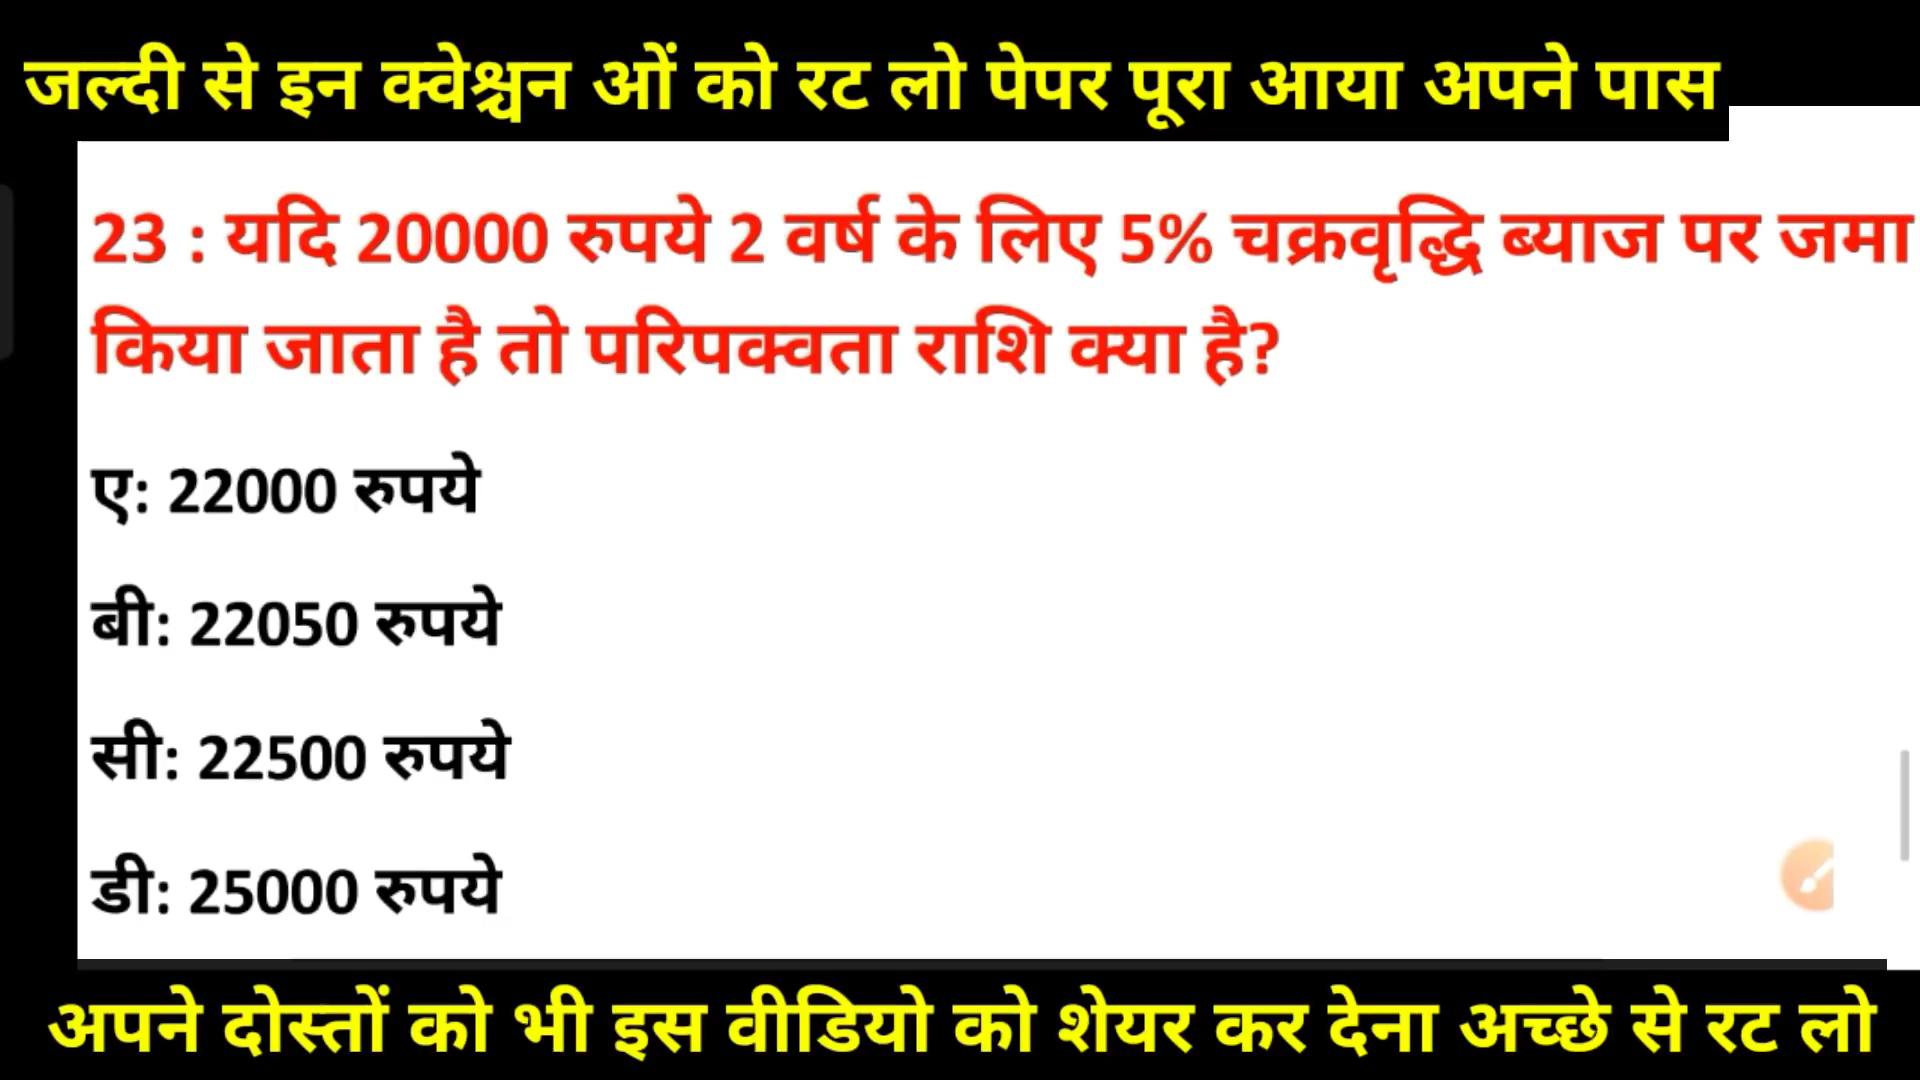 जल्दी से इन क्वेश्चन ओं को रट लो पेपर पूरा आया अपने पास
23 : यदि 20000 रुपये 2 वर्ष के लिए 5% चक्रवृद्धि ब्याज पर जमा
किया जाता है तो परिपक्वता राशि क्या है?
ए: 22000 रुपये
बी: 22050 रुपये
सी: 22500 रुपये
डी: 25000 रुपये
अपने दोस्तों को भी इस वीडियो को शेयर कर देना अच्छे से रट लो